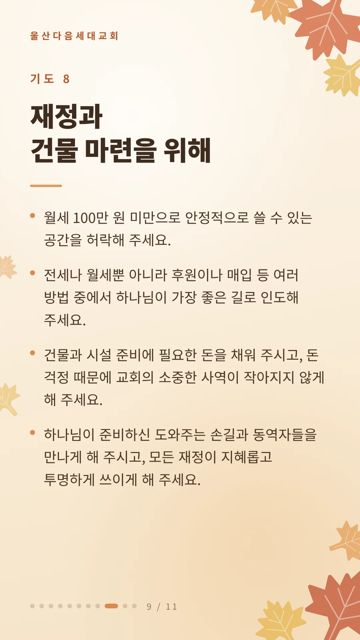 울산다음세대교회
기도 8
재정과
건물 마련을 위해
월세 100만 원 미만으로 안정적으로 쓸 수 있는
공간을 허락해 주세요.
전세나 월세뿐 아니라 후원이나 매입 등 여러
방법 중에서 하나님이 가장 좋은 길로 인도해
주세요.
건물과 시설 준비에 필요한 돈을 채워 주시고, 돈
걱정 때문에 교회의 소중한 사역이 작아지지 않게
해 주세요.
하나님이 준비하신 도와주는 손길과 동역자들을
만나게 해 주시고, 모든 재정이 지혜롭고
투명하게 쓰이게 해 주세요.
9 / 11